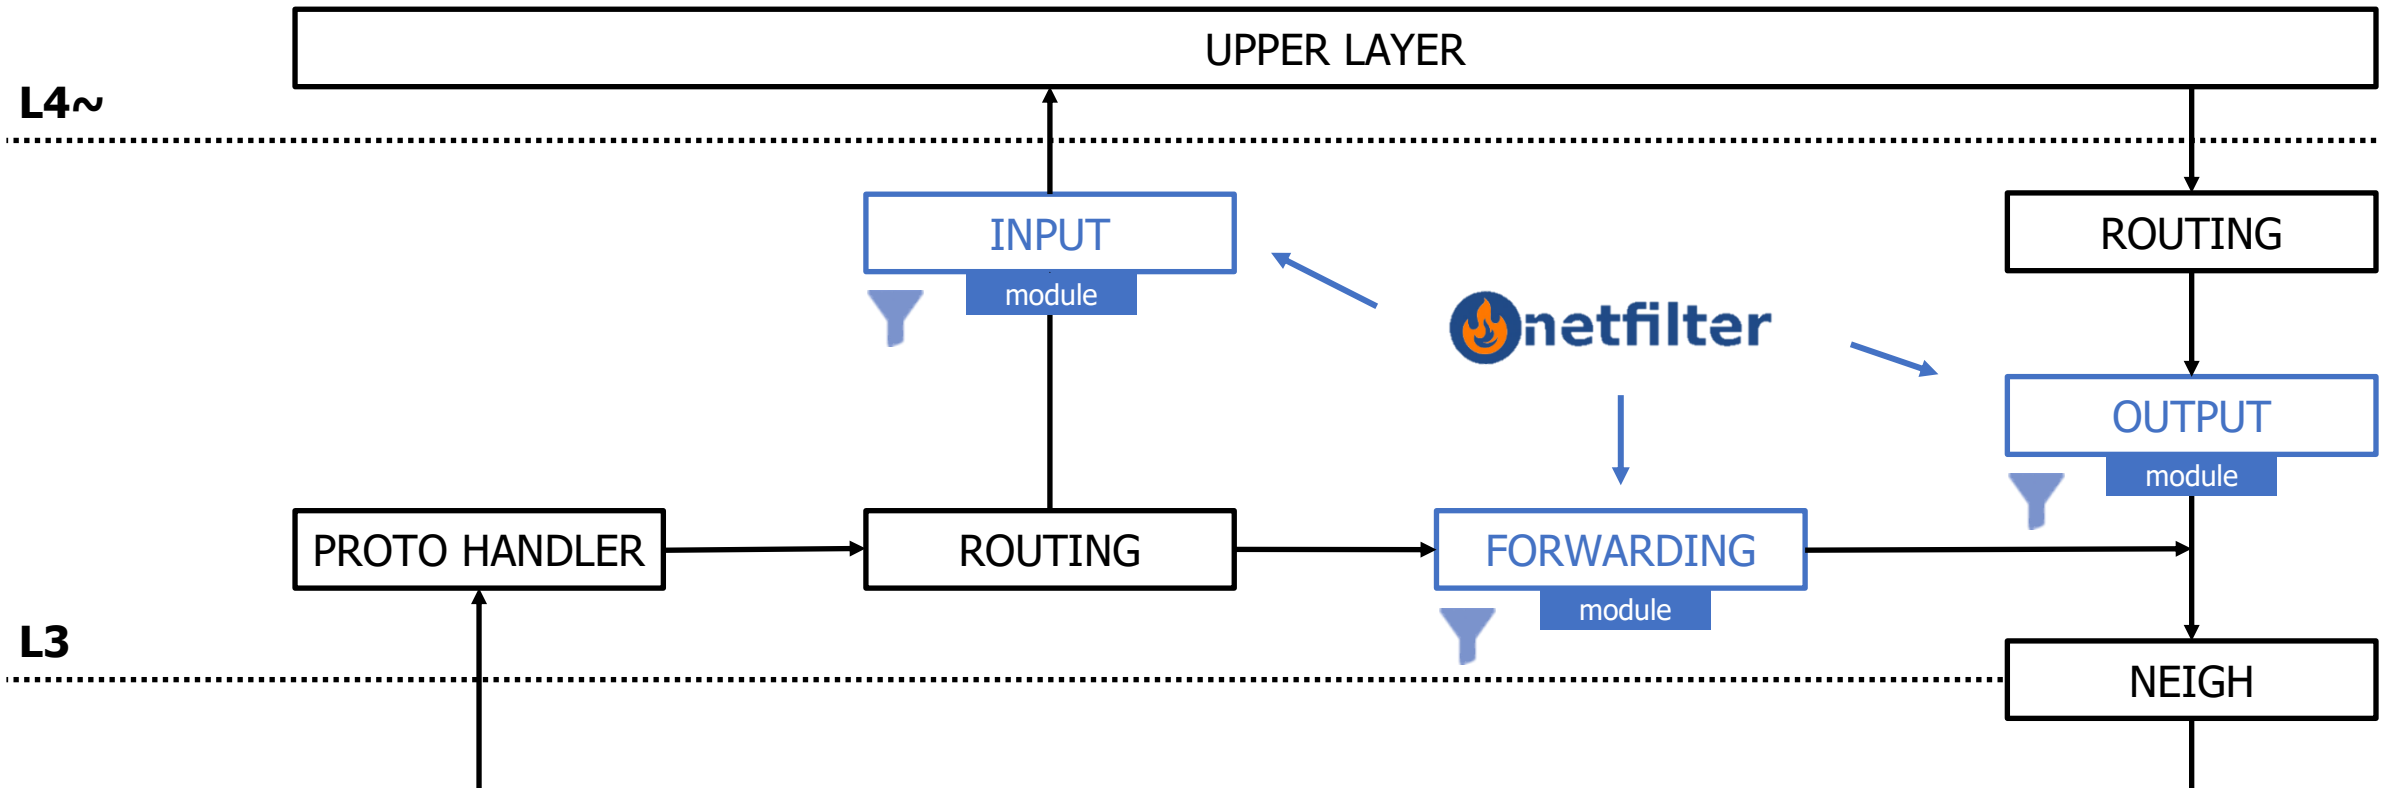 UPPER LAYER
L4~
INPUT
module
ROUTING
netfilter
OUTPUT
module
PROTO HANDLER
ROUTING
FORWARDING
module
L3
NEIGH